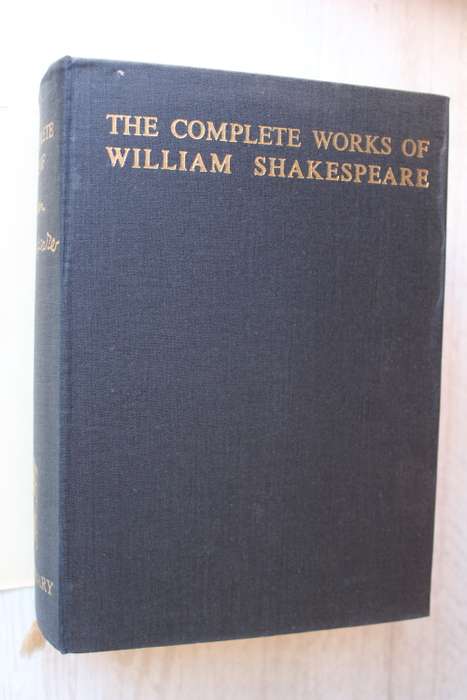 THE COMPLETE WORKS OF
WILLIAM SHAKESPEARE